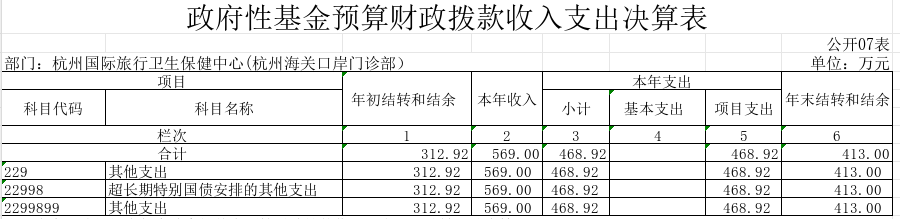 政府性基金预算财政拨款收入支出决算表
公开07表
部门：杭州国际旅行卫生保健中心(杭州海关口岸门诊部） 单位：万元
项目 年初结转和结余 本年收入 本年支出 年末结转和结余
科目代码 科目名称 小计 基本支出 项目支出
栏次 1 2 3 4 5 6
合计 312.92 569.00 468.92 468.92 413.00
229 其他支出 312.92 569.00 468.92 468.92 413.00
22998 超长期特别国债安排的其他支出 312.92 569.00 468.92 468.92 413.00
2299899 其他支出 312.92 569.00 468.92 468.92 413.00